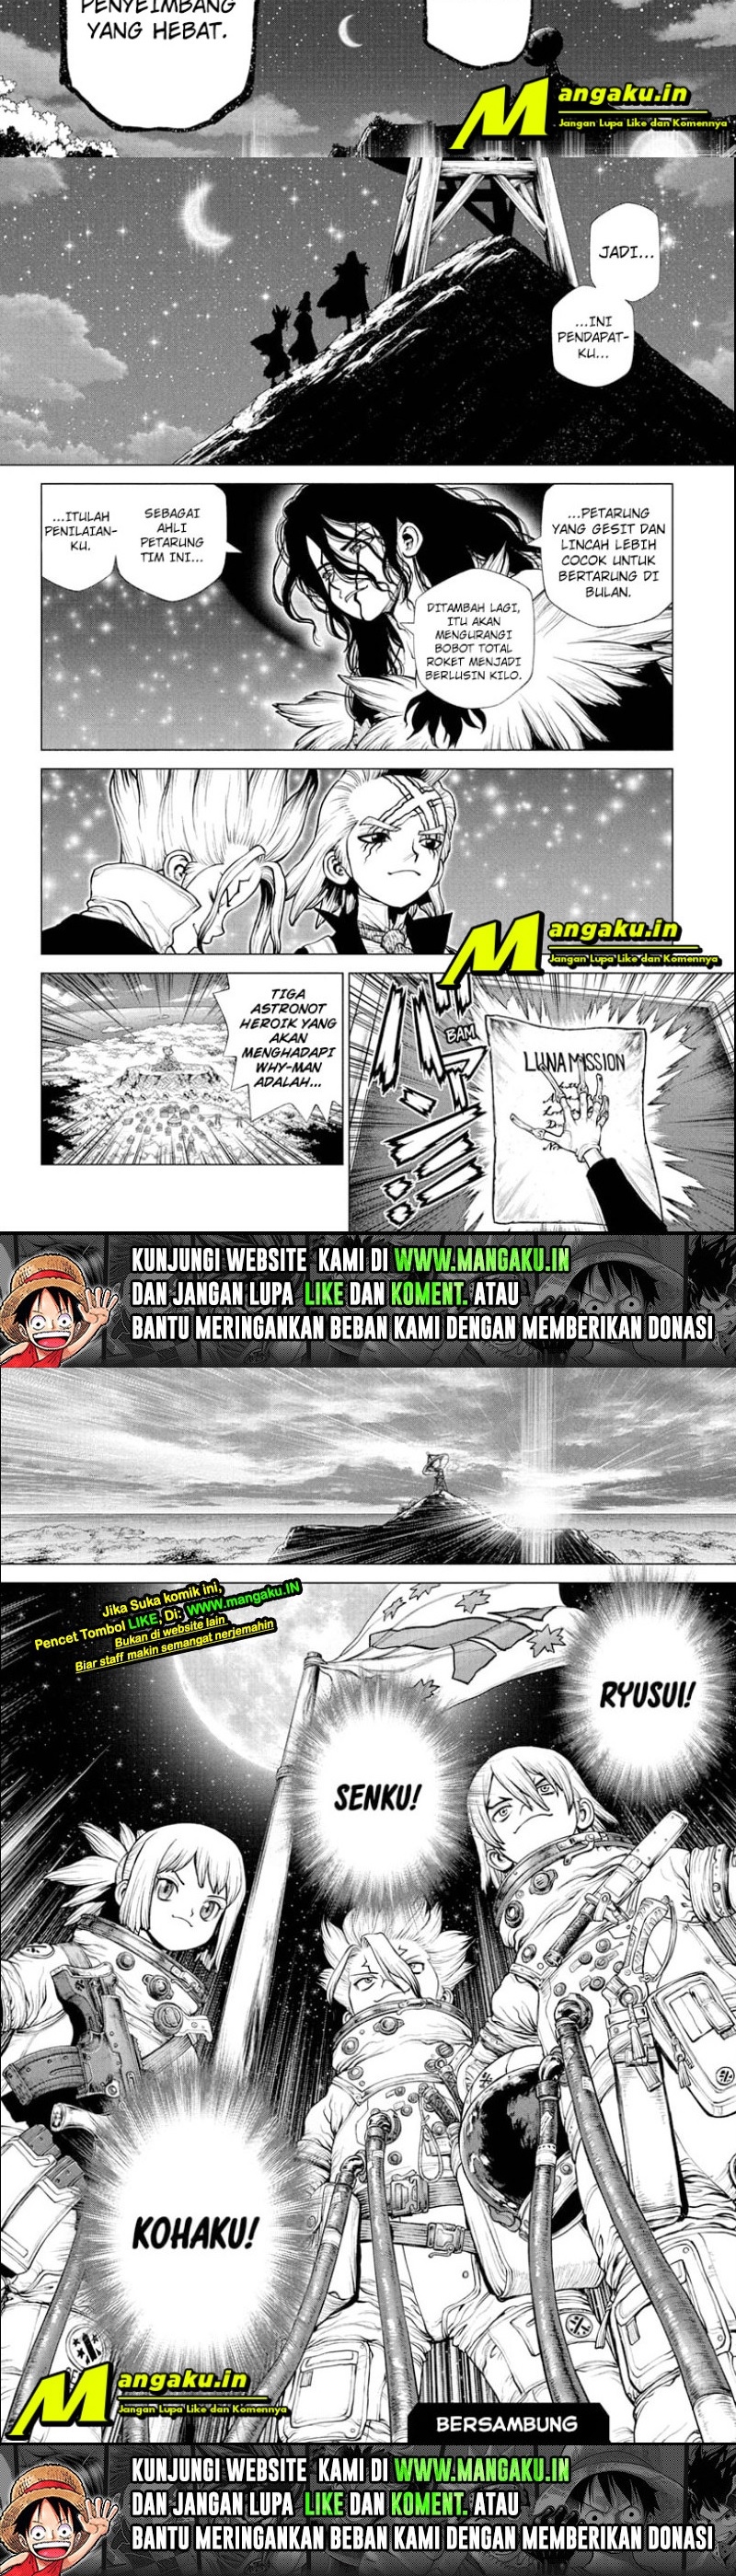 PENYEIMBANG
YANG HEBAT.
Mangaku.in
Jangan Lupa Like dan Komennya
JADI...
...INI
PENDAPAT-
KU...
...PETARUNG
YANG GESIT DAN
LINCAH LEBIH
COCOK UNTUK
BERTARUNG DI
BULAN.
DITAMBAH LAGI,
ITU AKAN
MENGURANGI
BOBOT TOTAL
ROKET MENJADI
BERLUSIN KILO.
SEBAGAI
AHLI
PETARUNG
TIM INI...
...ITULAH
PENILAIAN-
KU.
Mangaku.in
Jangan Lupa Like dan Komennya
TIGA
ASTRONOT
HEROIK YANG
AKAN
MENGHADAPI
WHY-MAN
ADALAH...
BAM
LUNA MISSION
KUNJUNGI WEBSITE KAMI DI WWW.MANGAKU.IN
DAN JANGAN LUPA LIKE DAN KOMENT. ATAU
BANTU MERINGANKAN BEBAN KAMI DENGAN MEMBERIKAN DONASI
Jika Suka komik ini,
Pencet Tombol LIKE, Di: WWW.mangaku.IN
Bukan di website lain
Biar staff makin semangat nerjemahin
RYUSUI!
SENKU!
KOHAKU!
Mangaku.in
Jangan Lupa Like dan Komennya
BERSAMBUNG
KUNJUNGI WEBSITE KAMI DI WWW.MANGAKU.IN
DAN JANGAN LUPA LIKE DAN KOMENT. ATAU
BANTU MERINGANKAN BEBAN KAMI DENGAN MEMBERIKAN DONASI